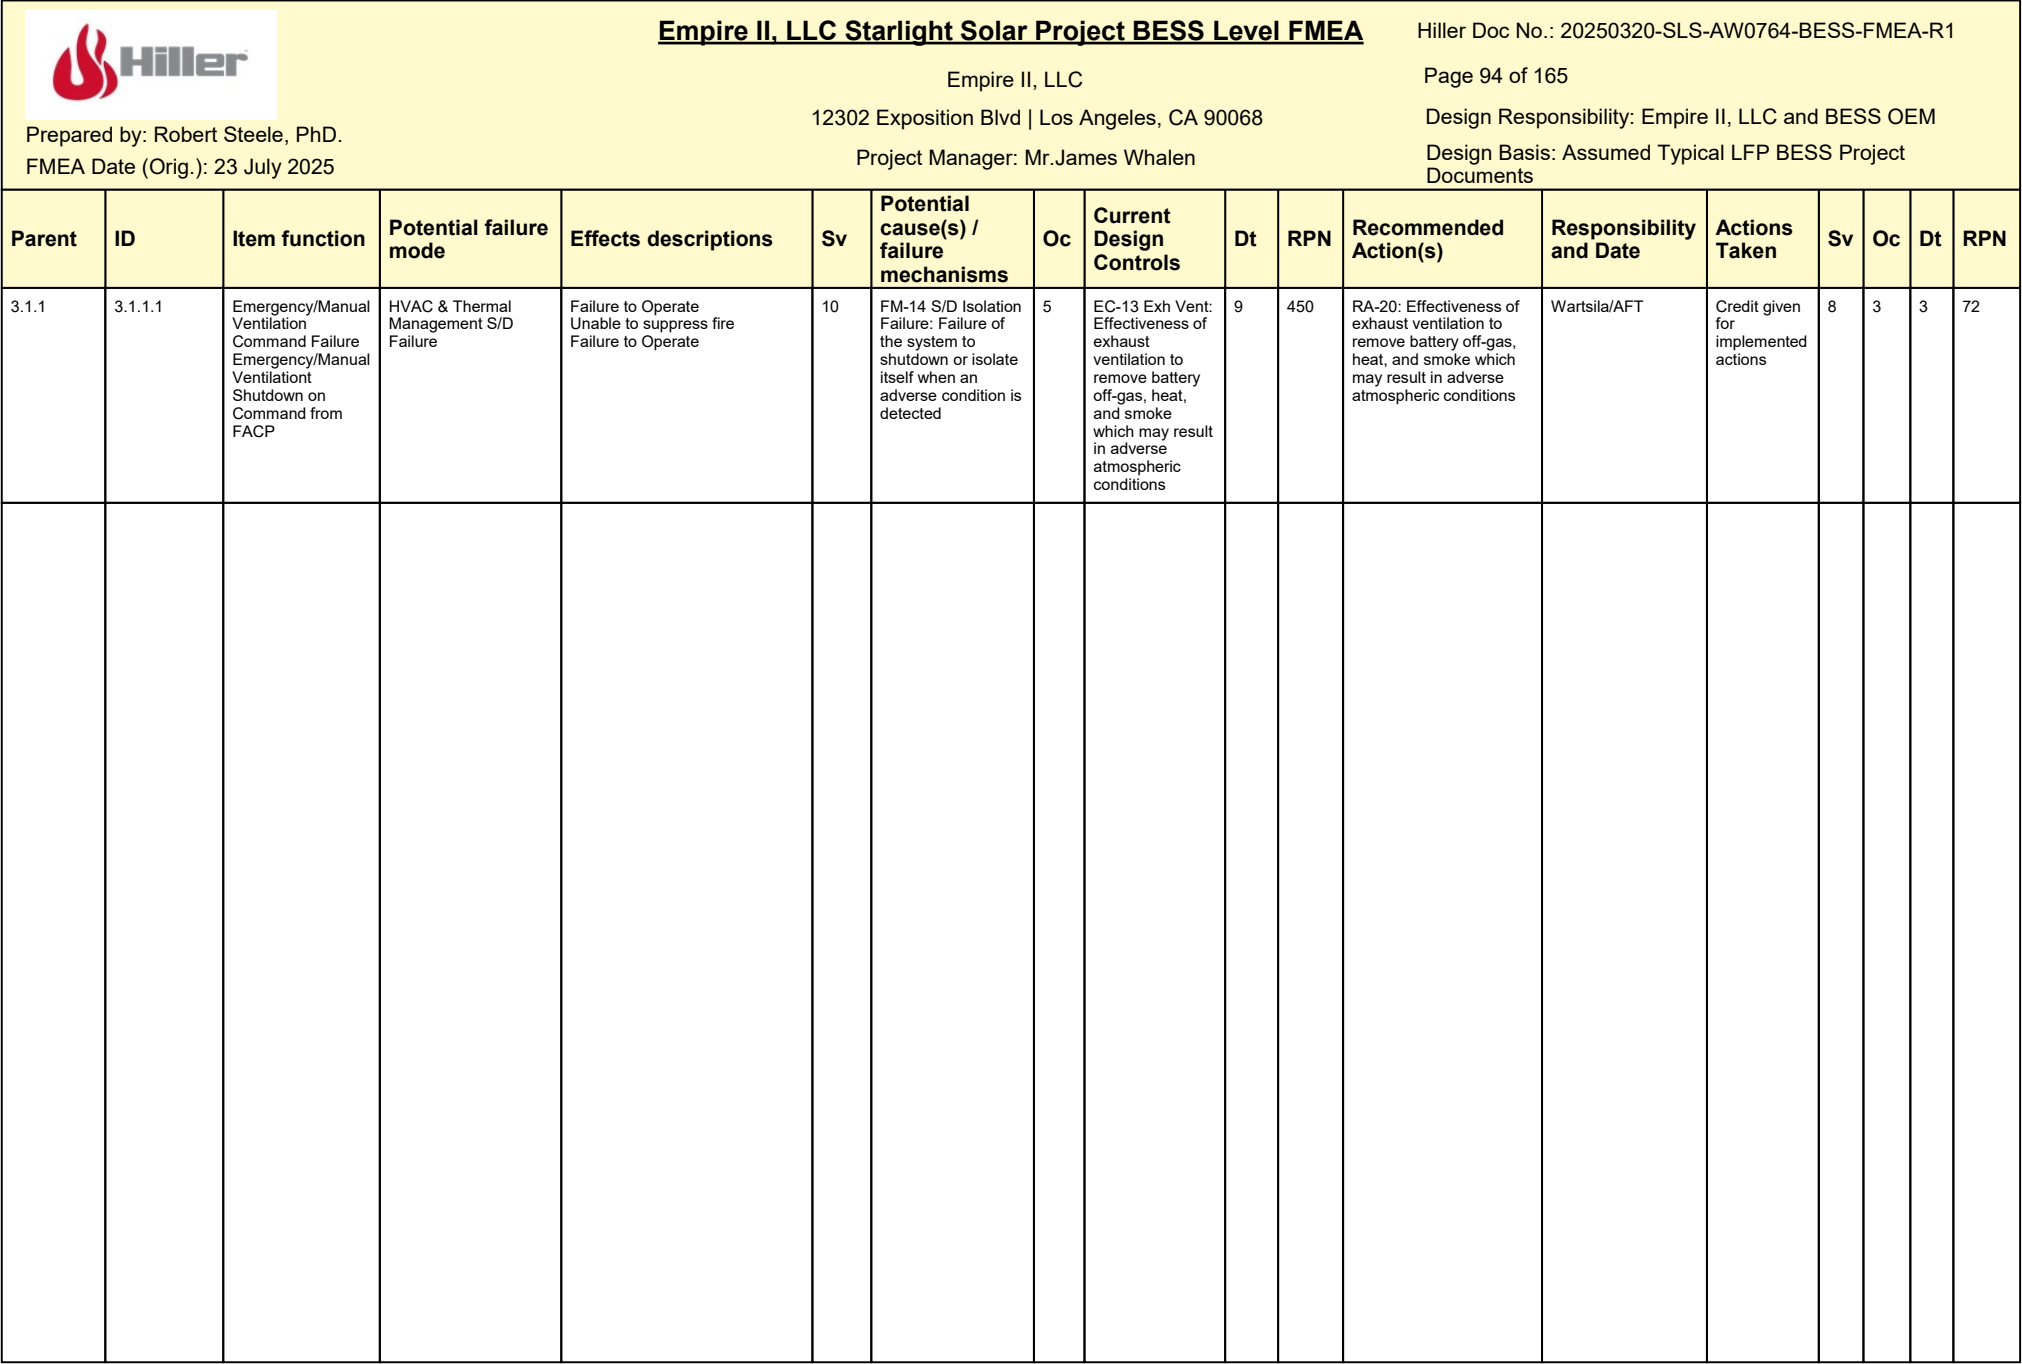 Hiller
Prepared by: Robert Steele, PhD.
FMEA Date (Orig.): 23 July 2025
Empire II, LLC Starlight Solar Project BESS Level FMEA
Empire II, LLC
12302 Exposition Blvd | Los Angeles, CA 90068
Project Manager: Mr.James Whalen
Hiller Doc No.: 20250320-SLS-AW0764-BESS-FMEA-R1
Page 94 of 165
Design Responsibility: Empire II, LLC and BESS OEM
Design Basis: Assumed Typical LFP BESS Project
Documents
Parent
ID
Item function
Potential failure
mode
Effects descriptions
Sv
Potential
cause(s) /
failure
mechanisms
Oc
Current
Design
Controls
Dt
RPN
Recommended
Action(s)
Responsibility
and Date
Actions
Taken
Sv
Oc
Dt
RPN
3.1.1
3.1.1.1
Emergency/Manual
Ventilation
Command Failure
Emergency/Manual
Ventilationt
Shutdown on
Command from
FACP
HVAC & Thermal
Management S/D
Failure
Failure to Operate
Unable to suppress fire
Failure to Operate
10
FM-14 S/D Isolation
Failure: Failure of
the system to
shutdown or isolate
itself when an
adverse condition is
detected
5
EC-13 Exh Vent:
Effectiveness of
exhaust
ventilation to
remove battery
off-gas, heat,
and smoke
which may result
in adverse
atmospheric
conditions
9
450
RA-20: Effectiveness of
exhaust ventilation to
remove battery off-gas,
heat, and smoke which
may result in adverse
atmospheric conditions
Wartsila/AFT
Credit given
for
implemented
actions
8
3
3
72